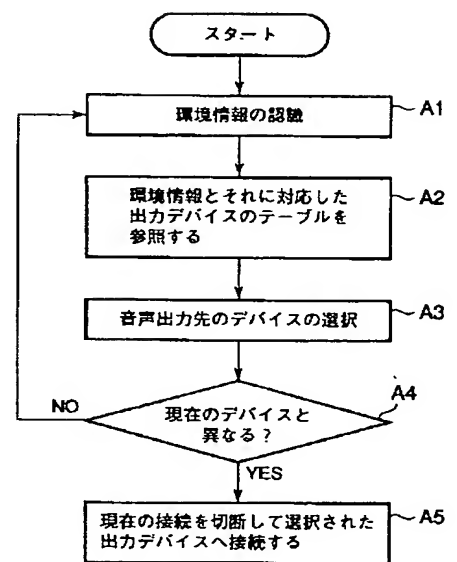 スタート
環境情報の認識
A1
環境情報とそれに対応した
出力デバイスのテーブルを
参照する
A2
音声出力先のデバイスの選択
A3
A4
NO
現在のデバイスと
異なる?
YES
現在の接続を切断して選択された
出力デバイスへ接続する
A5